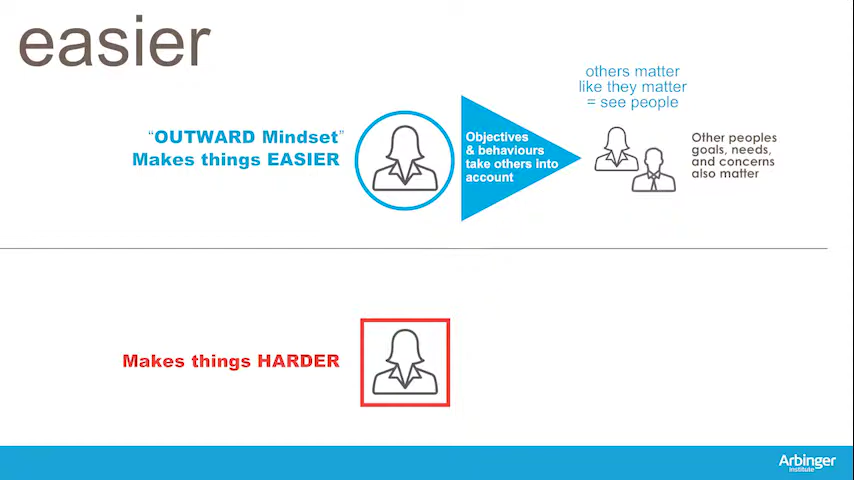 easier
others matter
like they matter
= see people
“OUTWARD Mindset”
Makes things EASIER
Objectives
& behaviours
take others into
account
Other peoples
goals, needs,
and concerns
also matter
Makes things HARDER
Arbinger
Institute